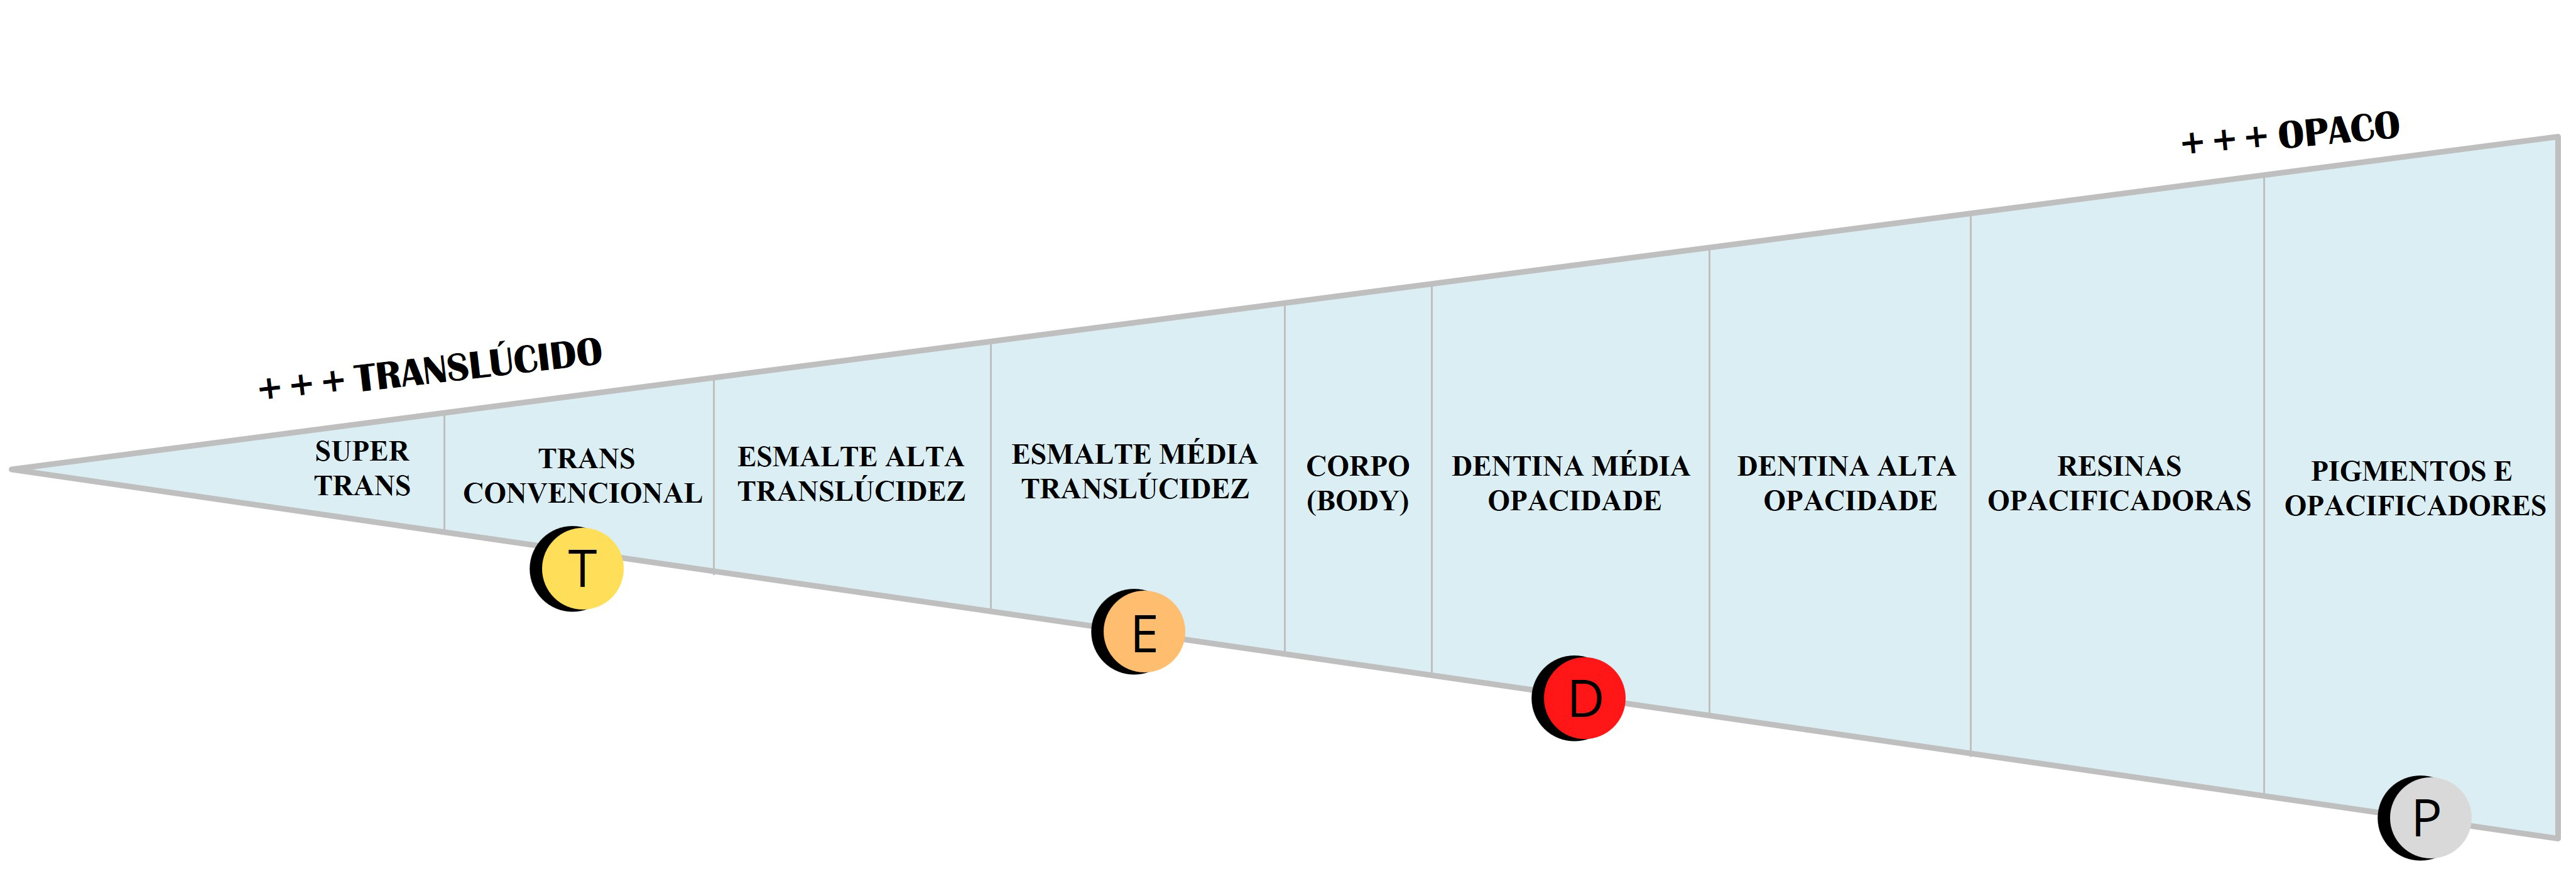 + + + OPACO
+ + + TRANSLÚCIDO
SUPER
TRANS
TRANS
CONVENCIONAL
ESMALTE ALTA
TRANSLÚCIDEZ
ESMALTE MÉDIA
TRANSLÚCIDEZ
CORPO
(BODY)
DENTINA MÉDIA
OPACIDADE
DENTINA ALTA
OPACIDADE
RESINAS
OPACIFICADORAS
PIGMENTOS E
OPACIFICADORES
T
E
D
P